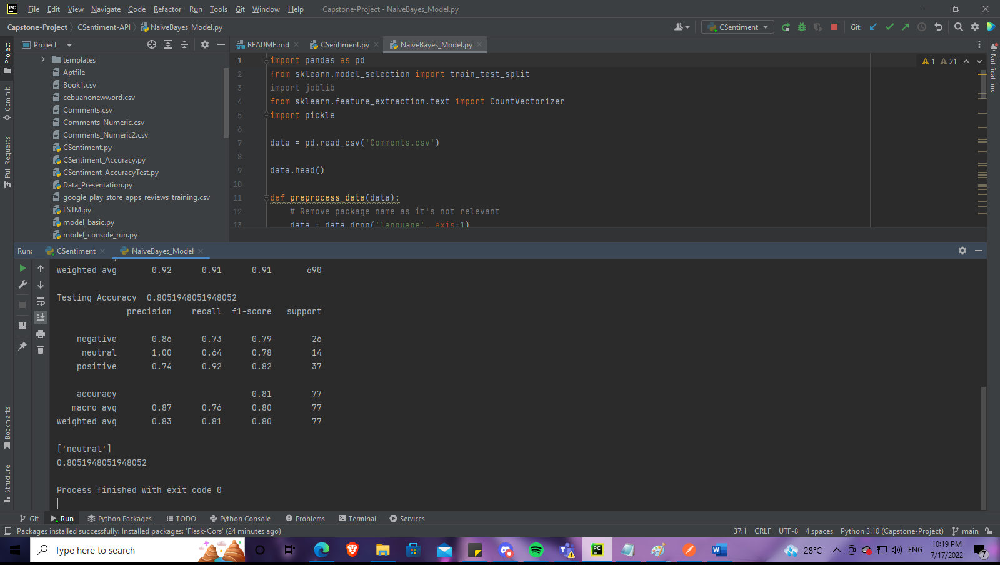 PC File Edit View Navigate Code Refactor Run Tools Git Window Help Capstone-Project - NaiveBayes_Model.py
Capstone-Project CSentiment-API NaiveBayes_Model.py CSentiment Git:
Project
Project
README.md CSentiment.py NaiveBayes_Model.py
templates
Aptfile
Book1.csv
cebuanonewword.csv
Comments.csv
Comments_Numeric.csv
Comments_Numeric2.csv
CSentiment.py
CSentiment_Accuracy.py
CSentiment_AccuracyTest.py
Data_Presentation.py
google_play_store_apps_reviews_training.csv
LSTM.py
model_basic.py
model_console_run.py
1 import pandas as pd
2 from sklearn.model_selection import train_test_split
3 import joblib
4 from sklearn.feature_extraction.text import CountVectorizer
5 import pickle
6
7 data = pd.read_csv('Comments.csv')
8
9 data.head()
10
11 def preprocess_data(data):
12 # Remove package name as it's not relevant
13 data = data.drop('language', axis=1)
1 21
Notifications
Commit
Pull Requests
Bookmarks
Structure
Run: CSentiment NaiveBayes_Model
weighted avg 0.92 0.91 0.91 690
Testing Accuracy 0.8051948051948052
precision recall f1-score support
negative 0.86 0.73 0.79 26
neutral 1.00 0.64 0.78 14
positive 0.74 0.92 0.82 37
accuracy 0.81 77
macro avg 0.87 0.76 0.80 77
weighted avg 0.83 0.81 0.80 77
['neutral']
0.8051948051948052
Process finished with exit code 0
Git Run Python Packages TODO Python Console Problems Terminal Services
Packages installed successfully: Installed packages: 'Flask-Cors' (24 minutes ago) 37:1 CRLF UTF-8 4 spaces Python 3.10 (Capstone-Project) main
Type here to search PC W 28°C ENG 10:19 PM
7/17/2022 7